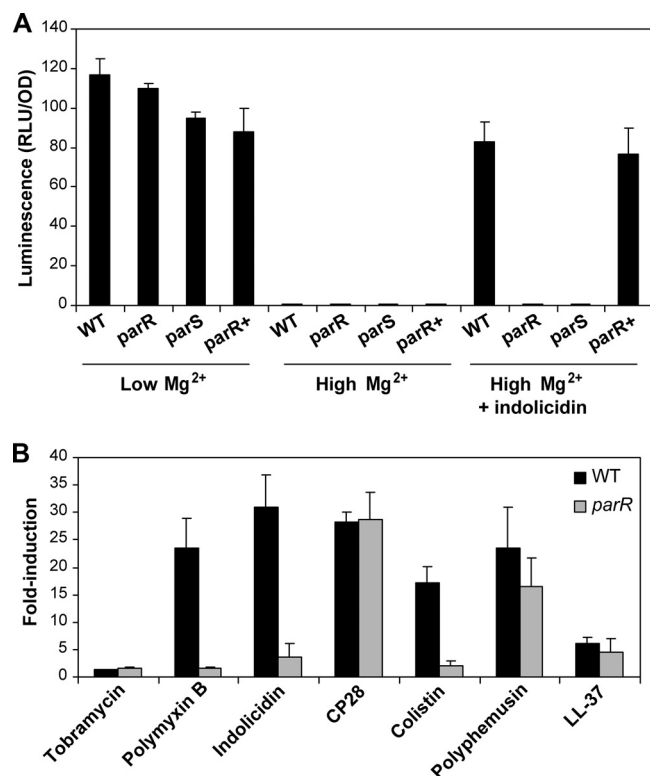 A
Luminescence (RLU/OD)
140
120
100
80
60
40
20
0
WT parR parS parR+ WT parR parS parR+ WT parR parS parR+
Low Mg²⁺ High Mg²⁺ High Mg²⁺
+ indolicidin
B
Fold-induction
40
35
30
25
20
15
10
5
0
WT
parR
Tobramycin Polymyxin B Indolicidin CP28 Colistin Polyphemusin LL-37